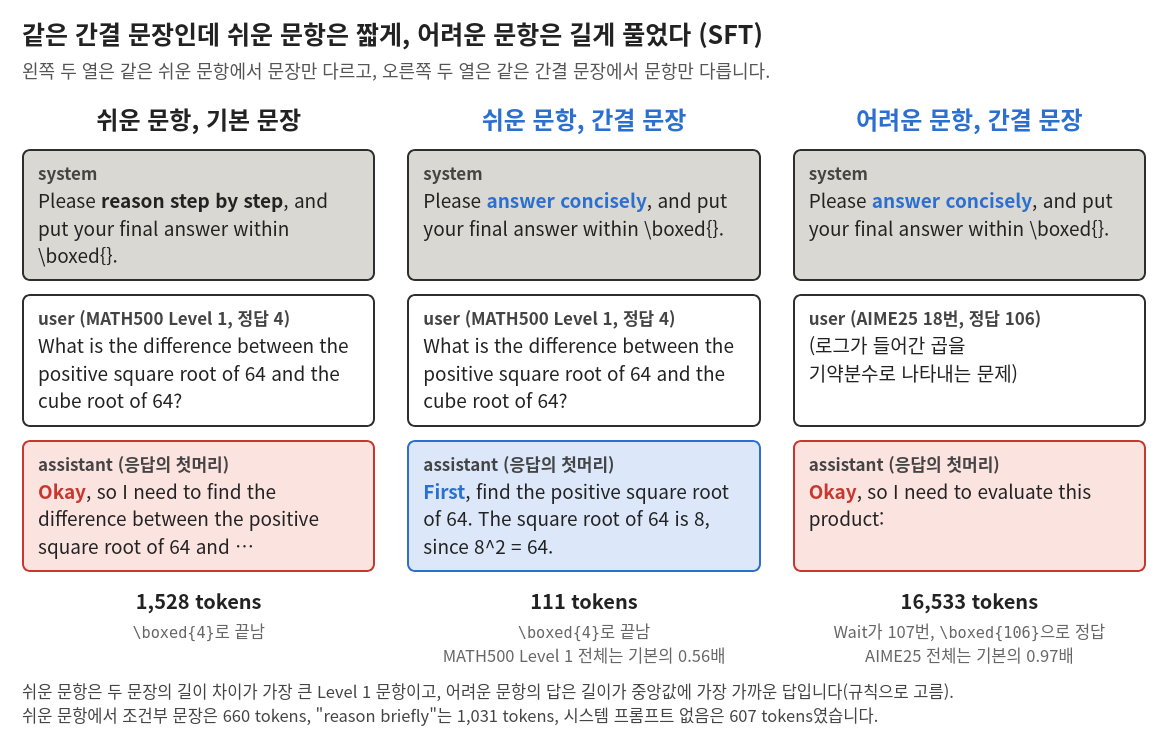 같은 간결 문장인데 쉬운 문항은 짧게, 어려운 문항은 길게 풀었다 (SFT)
왼쪽 두 열은 같은 쉬운 문항에서 문장만 다르고, 오른쪽 두 열은 같은 간결 문장에서 문항만 다릅니다.
쉬운 문항, 기본 문장
system
Please reason step by step, and
put your final answer within
\boxed{}.
user (MATH500 Level 1, 정답 4)
What is the difference between the
positive square root of 64 and the
cube root of 64?
assistant (응답의 첫머리)
Okay, so I need to find the
difference between the positive
square root of 64 and ⋯
1,528 tokens
\boxed{4}로 끝남
쉬운 문항, 간결 문장
system
Please answer concisely, and put
your final answer within \boxed{}.
user (MATH500 Level 1, 정답 4)
What is the difference between the
positive square root of 64 and the
cube root of 64?
assistant (응답의 첫머리)
First, find the positive square root
of 64. The square root of 64 is 8,
since 8^2 = 64.
111 tokens
\boxed{4}로 끝남
MATH500 Level 1 전체는 기본의 0.56배
어려운 문항, 간결 문장
system
Please answer concisely, and put
your final answer within \boxed{}.
user (AIME25 18번, 정답 106)
(로그가 들어간 곱을
기약분수로 나타내는 문제)
assistant (응답의 첫머리)
Okay, so I need to evaluate this
product:
16,533 tokens
Wait가 107번, \boxed{106}으로 정답
AIME25 전체는 기본의 0.97배
쉬운 문항은 두 문장의 길이 차이가 가장 큰 Level 1 문항이고, 어려운 문항의 답은 길이가 중앙값에 가장 가까운 답입니다(규칙으로 고름).
쉬운 문항에서 조건부 문장은 660 tokens, "reason briefly"는 1,031 tokens, 시스템 프롬프트 없음은 607 tokens였습니다.